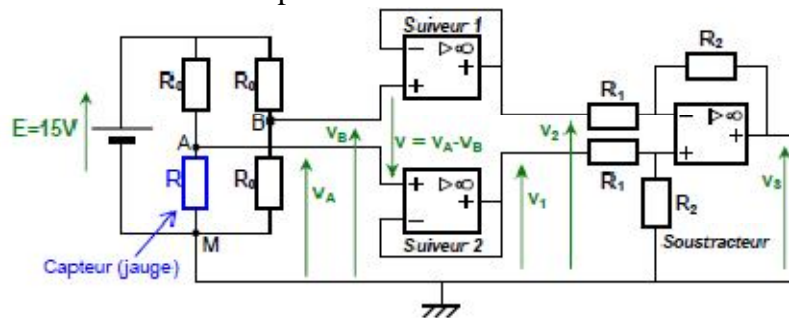 Suiveur 1
R₂
R₀
R₀
R₁
E=15V
B
v_B
v = v_A-v_B
v₂
A
R
R₀
v_A
v₁
R₁
R₂
v₃
M
Suiveur 2
Soustracteur
Capteur (jauge)